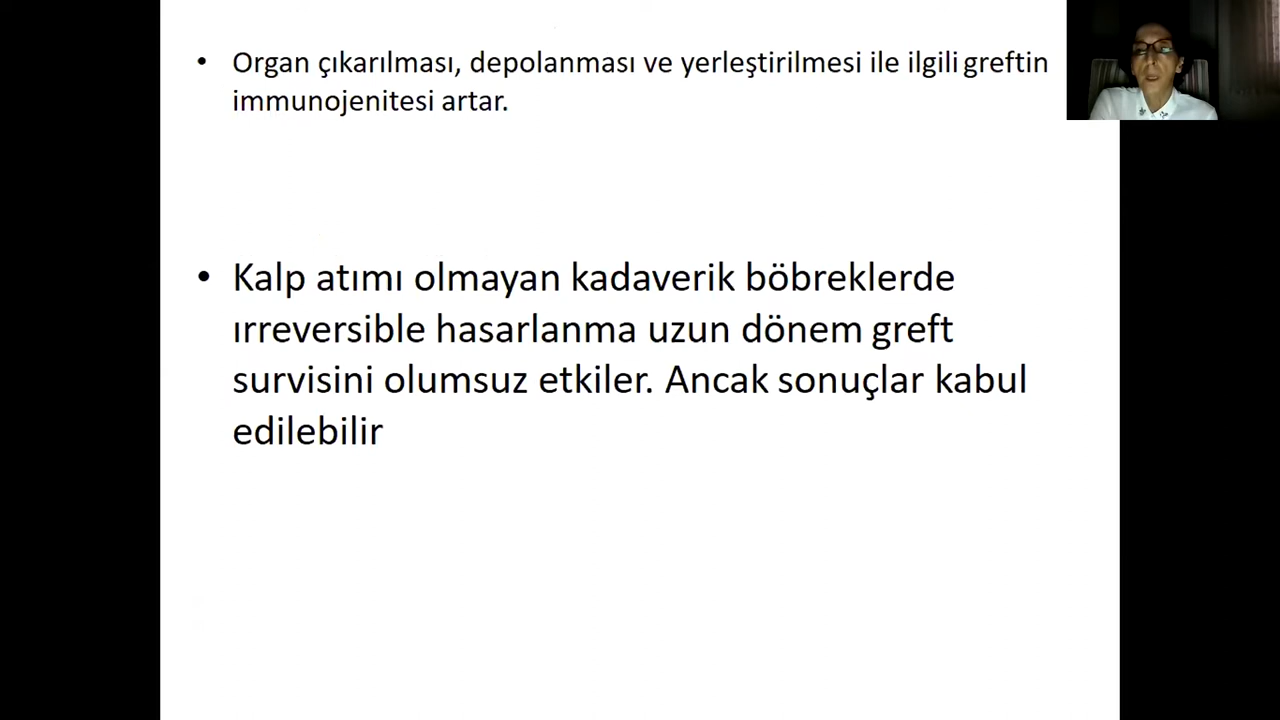 • Organ çıkarılması, depolanması ve yerleştirilmesi ile ilgili greftin
immunojenitesi artar.
• Kalp atımı olmayan kadaverik böbreklerde
ırreversible hasarlanma uzun dönem greft
survisini olumsuz etkiler. Ancak sonuçlar kabul
edilebilir